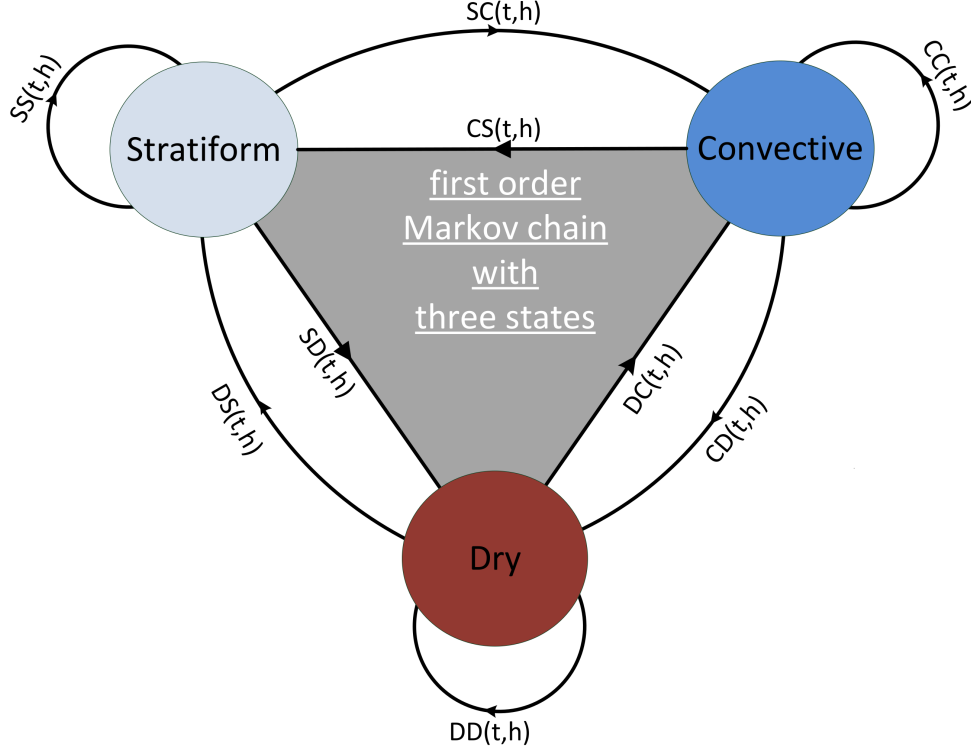 SC(t,h)
SS(t,h)
CC(t,h)
CS(t,h)
Stratiform
Convective
first order
Markov chain
with
three states
SD(t,h)
DC(t,h)
DS(t,h)
CD(t,h)
Dry
DD(t,h)